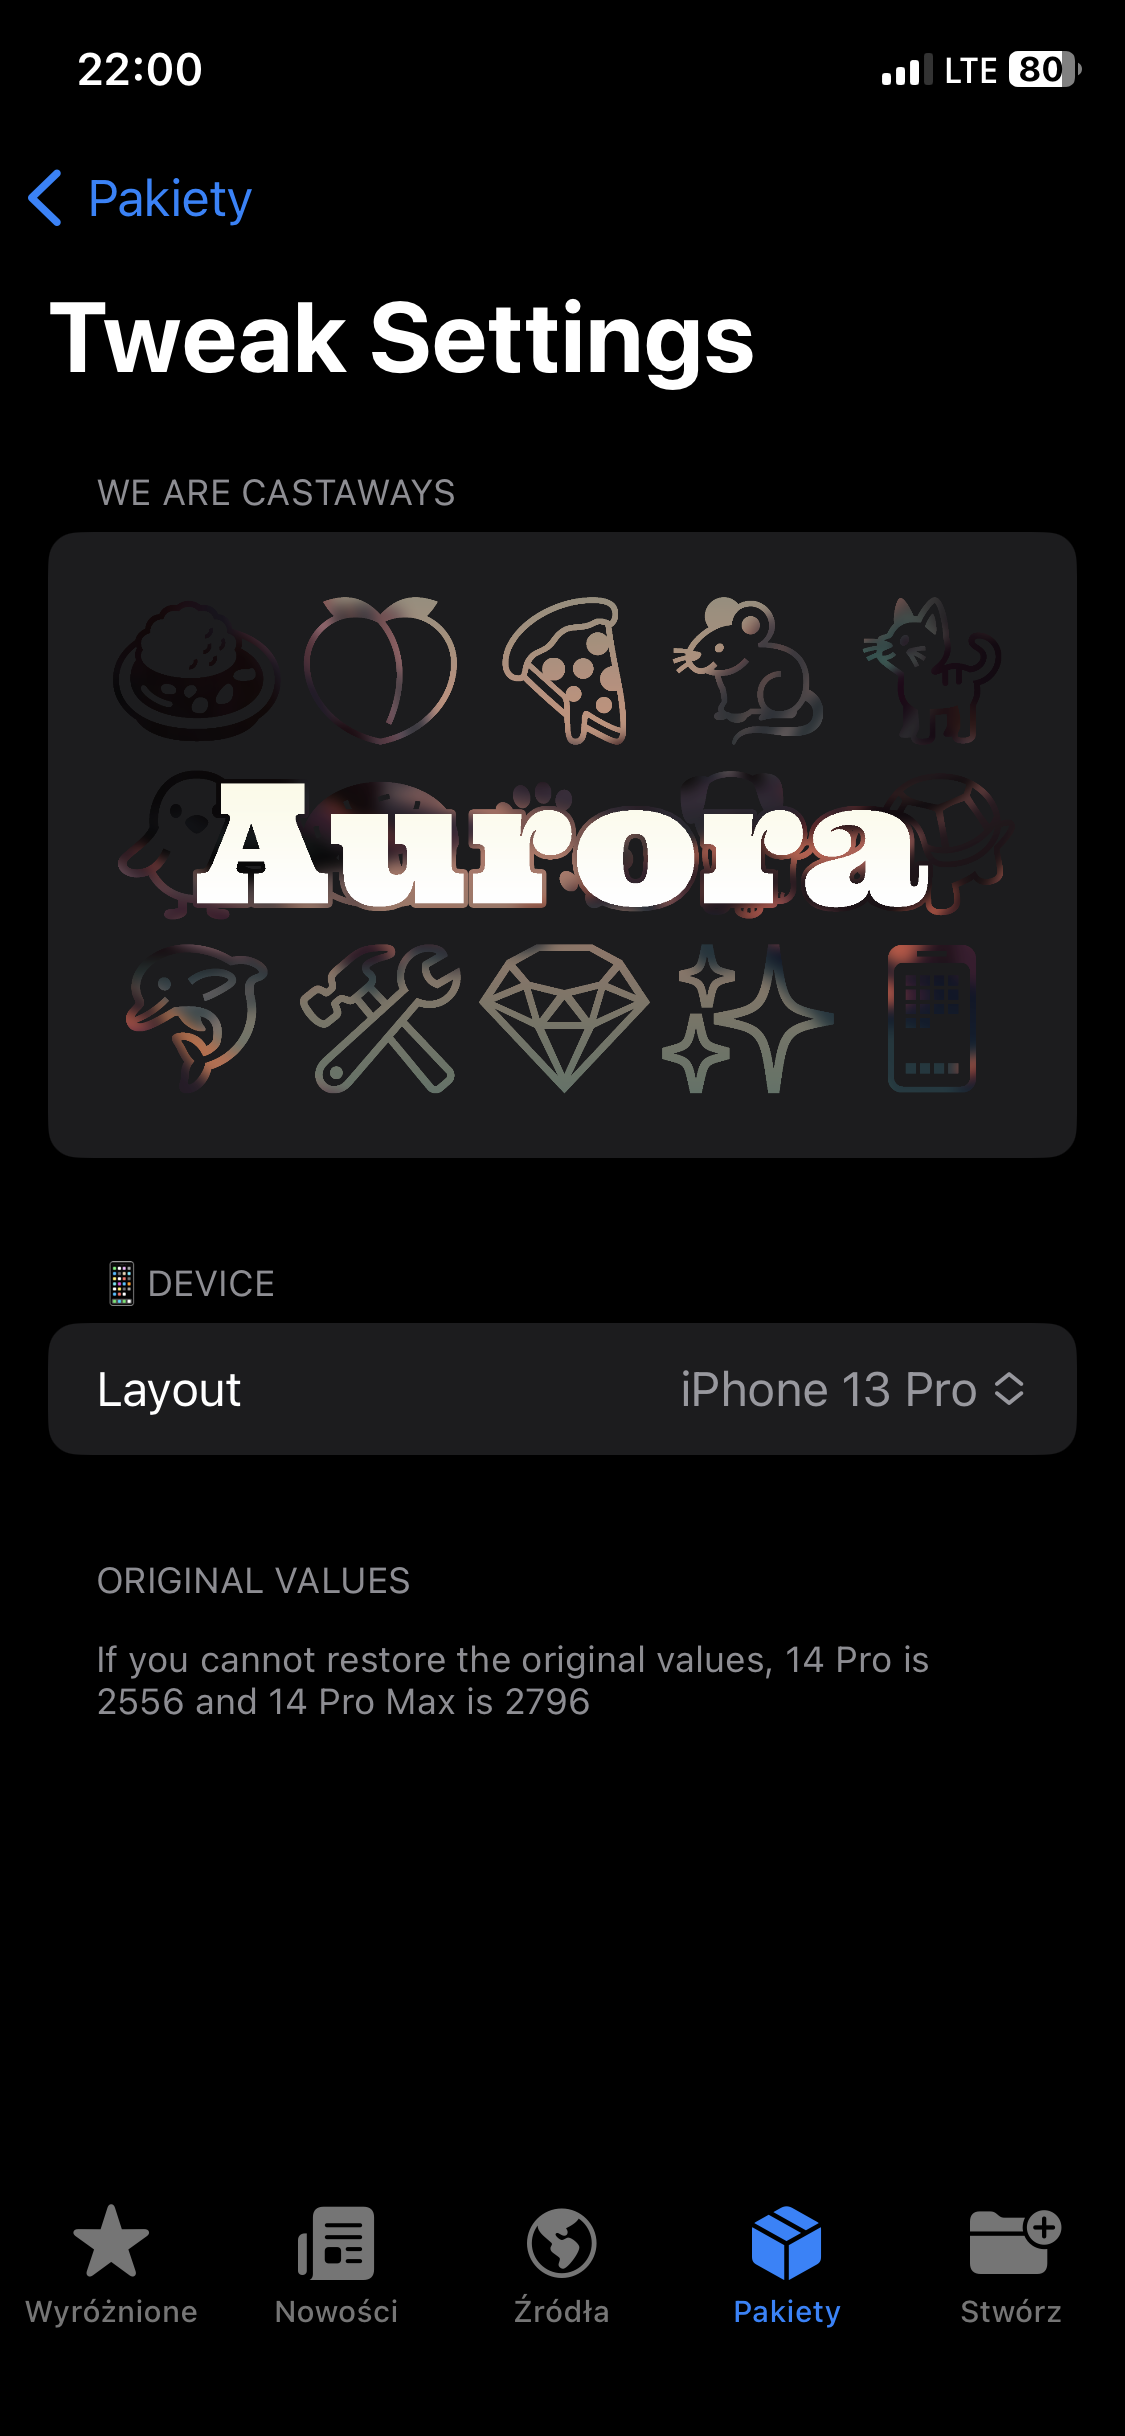 22:00
LTE 80
Pakiety
Tweak Settings
WE ARE CASTAWAYS
Aurora
DEVICE
Layout iPhone 13 Pro
ORIGINAL VALUES
If you cannot restore the original values, 14 Pro is
2556 and 14 Pro Max is 2796
Wyróżnione Nowości Źródła Pakiety Stwórz